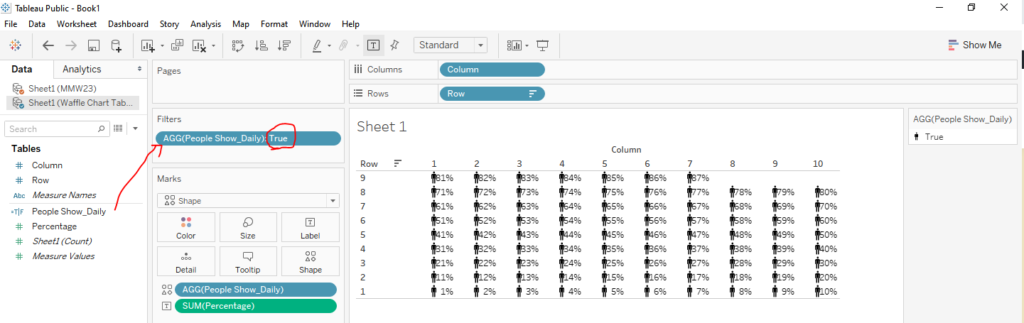 Tableau Public - Book1
File Data Worksheet Dashboard Story Analysis Map Format Window Help
Standard
Show Me
Data Analytics
Sheet1 (MMW23)
Sheet1 (Waffle Chart Tab...
Search
Tables
Column
Row
Abc Measure Names
=T|F People Show_Daily
Percentage
Sheet1 (Count)
Measure Values
Pages
Filters
AGG(People Show_Daily): True
Marks
Shape
Color Size Label
Detail Tooltip Shape
AGG(People Show_Daily)
SUM(Percentage)
Columns Column
Rows Row
Sheet 1
Column
Row 1 2 3 4 5 6 7 8 9 10
9 81% 82% 83% 84% 85% 86% 87%
8 71% 72% 73% 74% 75% 76% 77% 78% 79% 80%
7 61% 62% 63% 64% 65% 66% 67% 68% 69% 70%
6 51% 52% 53% 54% 55% 56% 57% 58% 59% 60%
5 41% 42% 43% 44% 45% 46% 47% 48% 49% 50%
4 31% 32% 33% 34% 35% 36% 37% 38% 39% 40%
3 21% 22% 23% 24% 25% 26% 27% 28% 29% 30%
2 11% 12% 13% 14% 15% 16% 17% 18% 19% 20%
1 1% 2% 3% 4% 5% 6% 7% 8% 9% 10%
AGG(People Show_Daily)
True